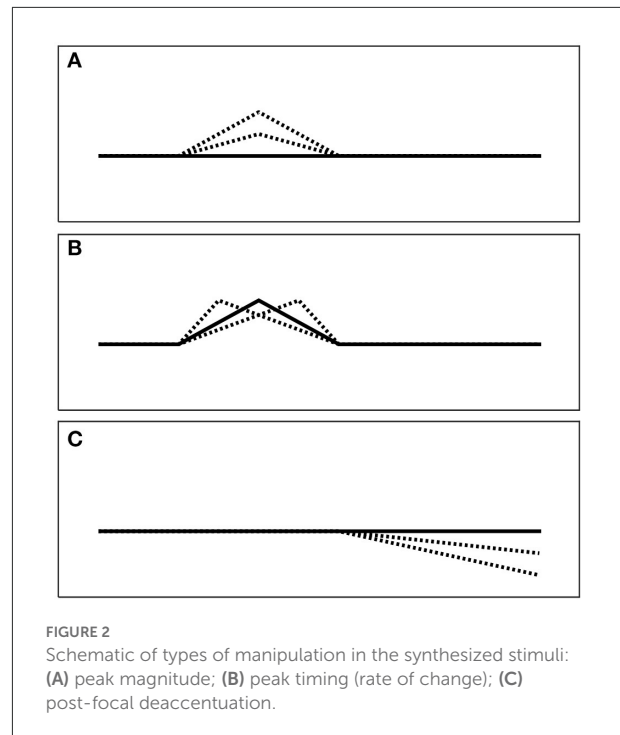 A
B
C
FIGURE 2
Schematic of types of manipulation in the synthesized stimuli:
(A) peak magnitude; (B) peak timing (rate of change); (C)
post-focal deaccentuation.